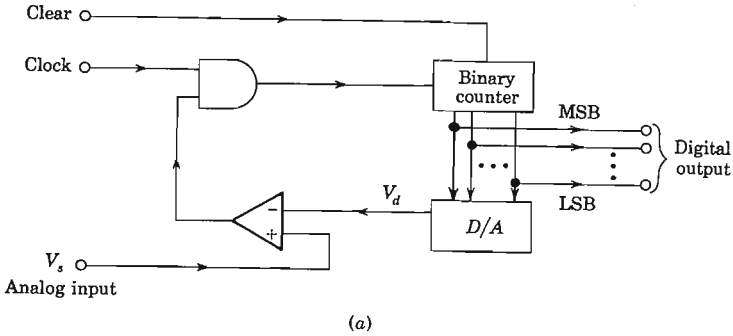 Clear
Clock
Binary
counter
MSB
Digital
output
LSB
V_d
D/A
V_s
Analog input
(a)